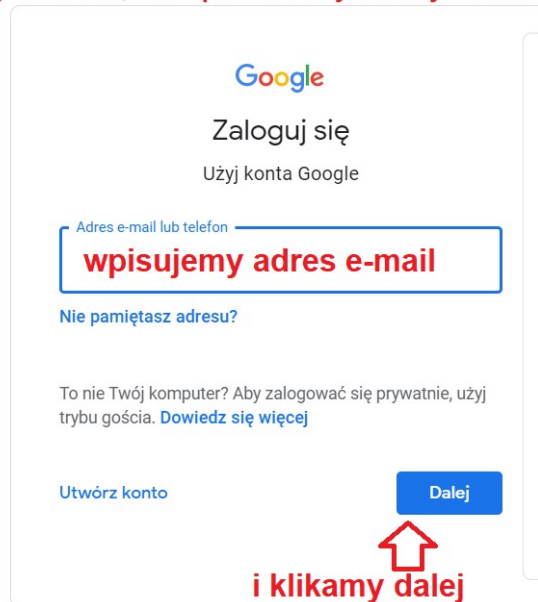 Google
Zaloguj się
Użyj konta Google
Adres e-mail lub telefon
wpisujemy adres e-mail
Nie pamiętasz adresu?
To nie Twój komputer? Aby zalogować się prywatnie, użyj
trybu gościa. Dowiedz się więcej
Utwórz konto
Dalej
i klikamy dalej